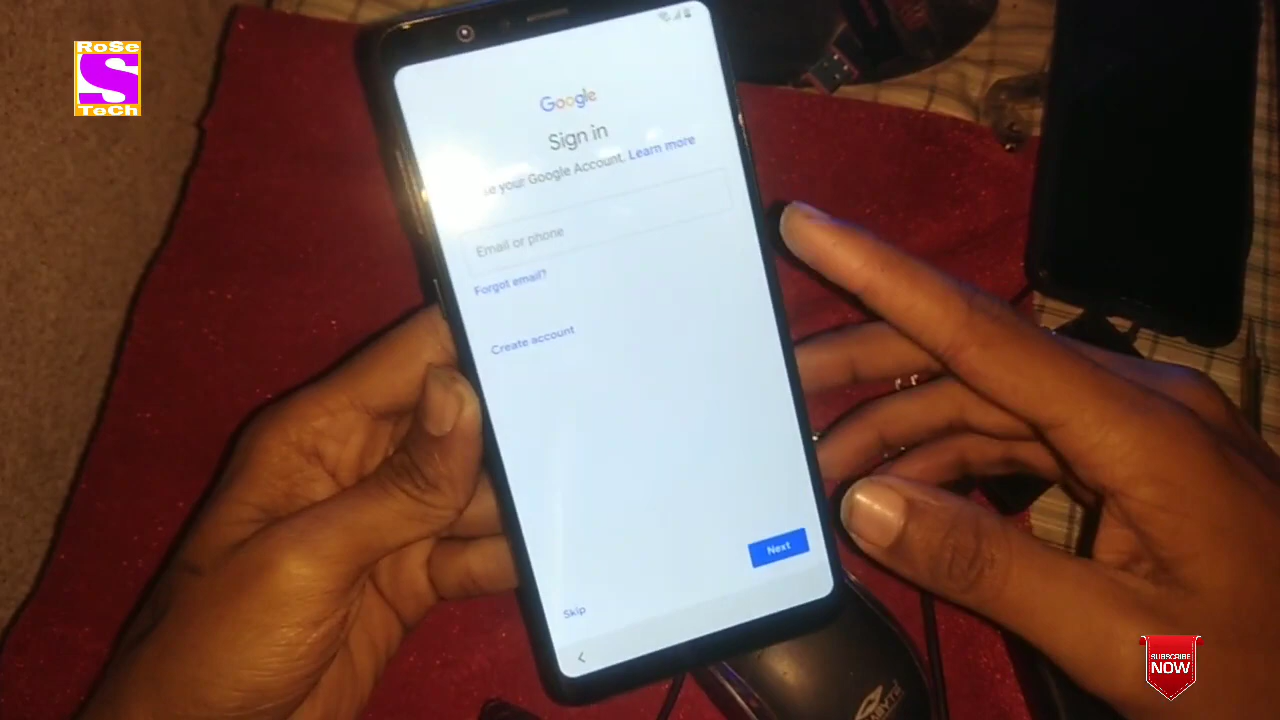 RoSe
S
TeCh
Google
Sign in
your Google Account. Learn more
Email or phone
Forgot email?
Create account
Next
Skip
SUBSCRIBE
NOW